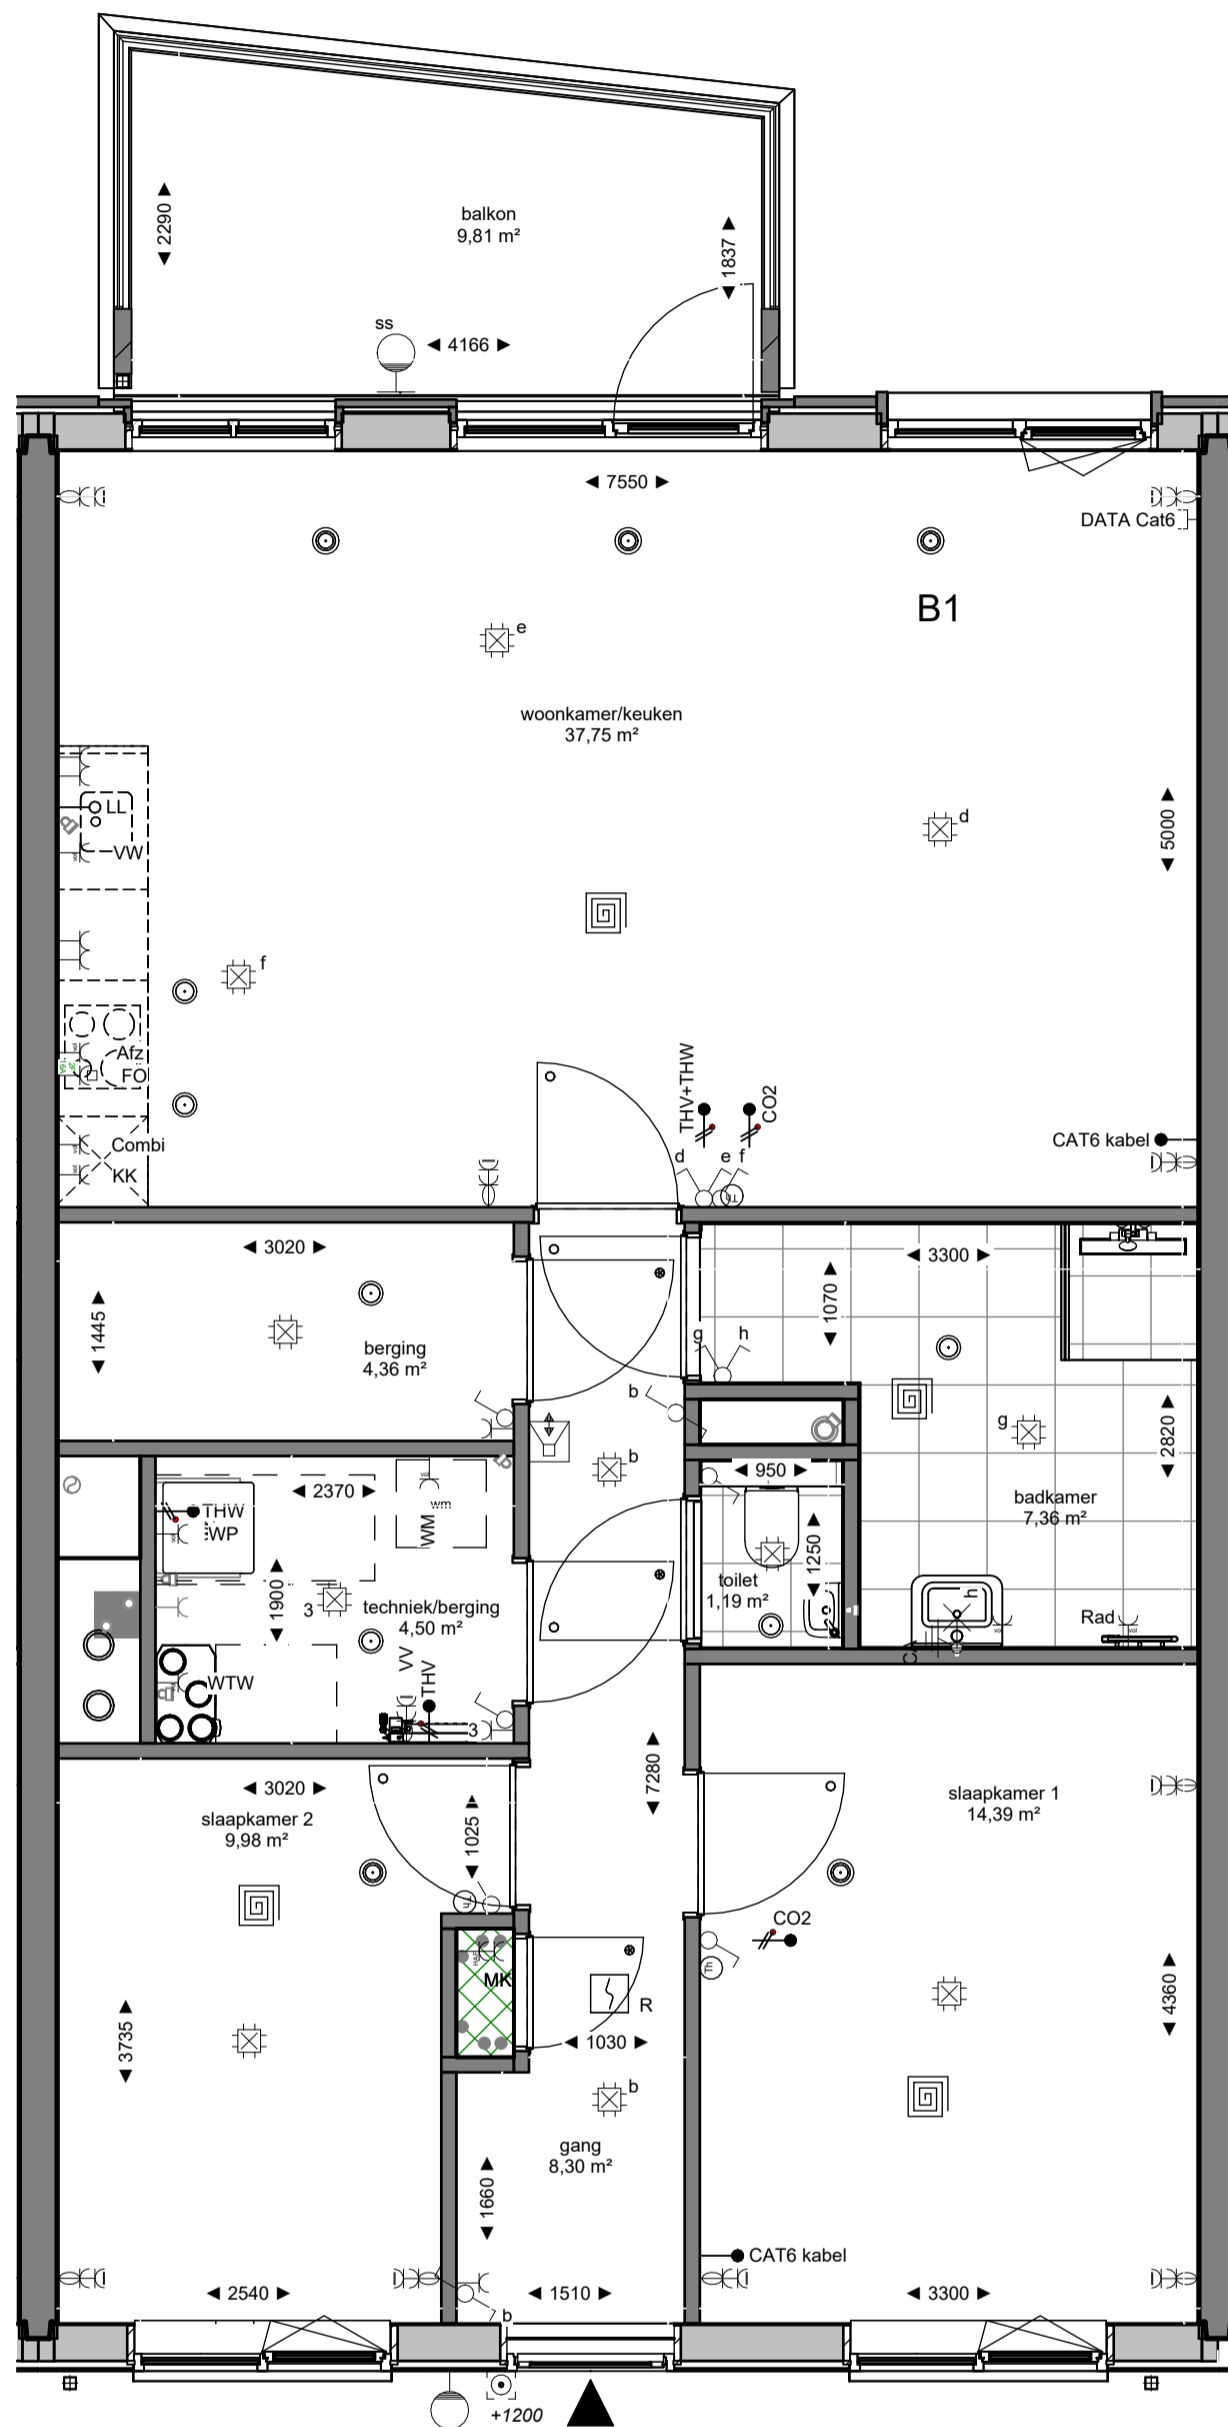 balkon
9,81 m²
◄ 2290 ►
◄ 1837 ►
ss
◄ 4166 ►
◄ 7550 ►
DATA Cat6
B1
e
woonkamer/keuken
37,75 m²
LL
VW
d
◄ 5000 ►
f
Afz
FO
Combi
KK
THV+THW
CO2
d
e f
CAT6 kabel
◄ 3020 ►
◄ 3300 ►
◄ 1445 ►
◄ 1070 ►
berging
4,36 m²
g
h
b
b
g
◄ 2820 ►
◄ 2370 ►
◄ 950 ►
THW
WP
wm
WM
badkamer
7,36 m²
◄ 1900 ►
3
techniek/berging
4,50 m²
toilet
1,19 m²
◄ 1250 ►
h
Rad
WTW
VV
THV
3
◄ 7280 ►
◄ 3020 ►
slaapkamer 2
9,98 m²
◄ 1025 ►
slaapkamer 1
14,39 m²
CO2
Th
MK
R
◄ 1030 ►
◄ 3735 ►
◄ 4360 ►
b
gang
8,30 m²
◄ 1660 ►
CAT6 kabel
◄ 2540 ►
◄ 1510 ►
◄ 3300 ►
b
+1200